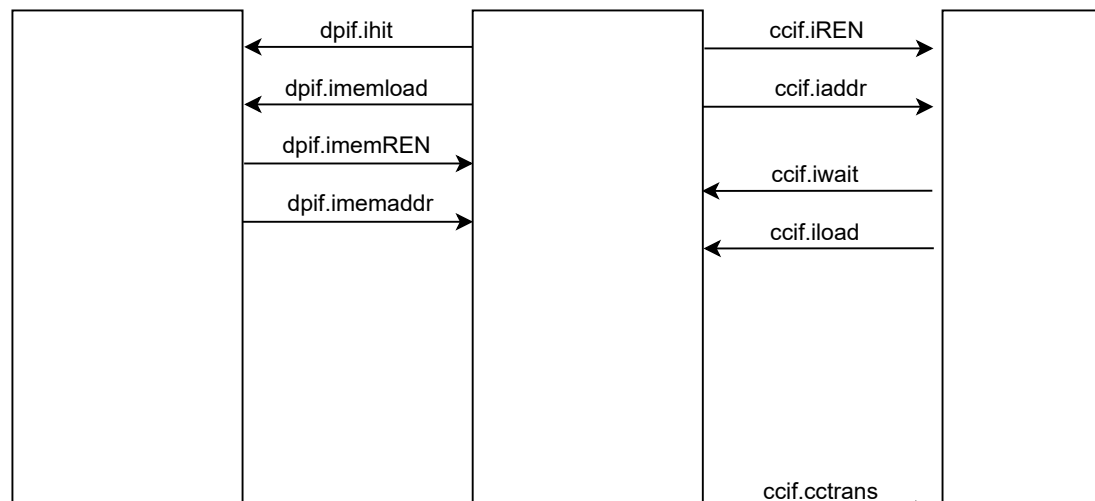 dpif.ihit
dpif.imemload
dpif.imemREN
dpif.imemaddr
ccif.iREN
ccif.iaddr
ccif.iwait
ccif.iload
ccif.cctrans